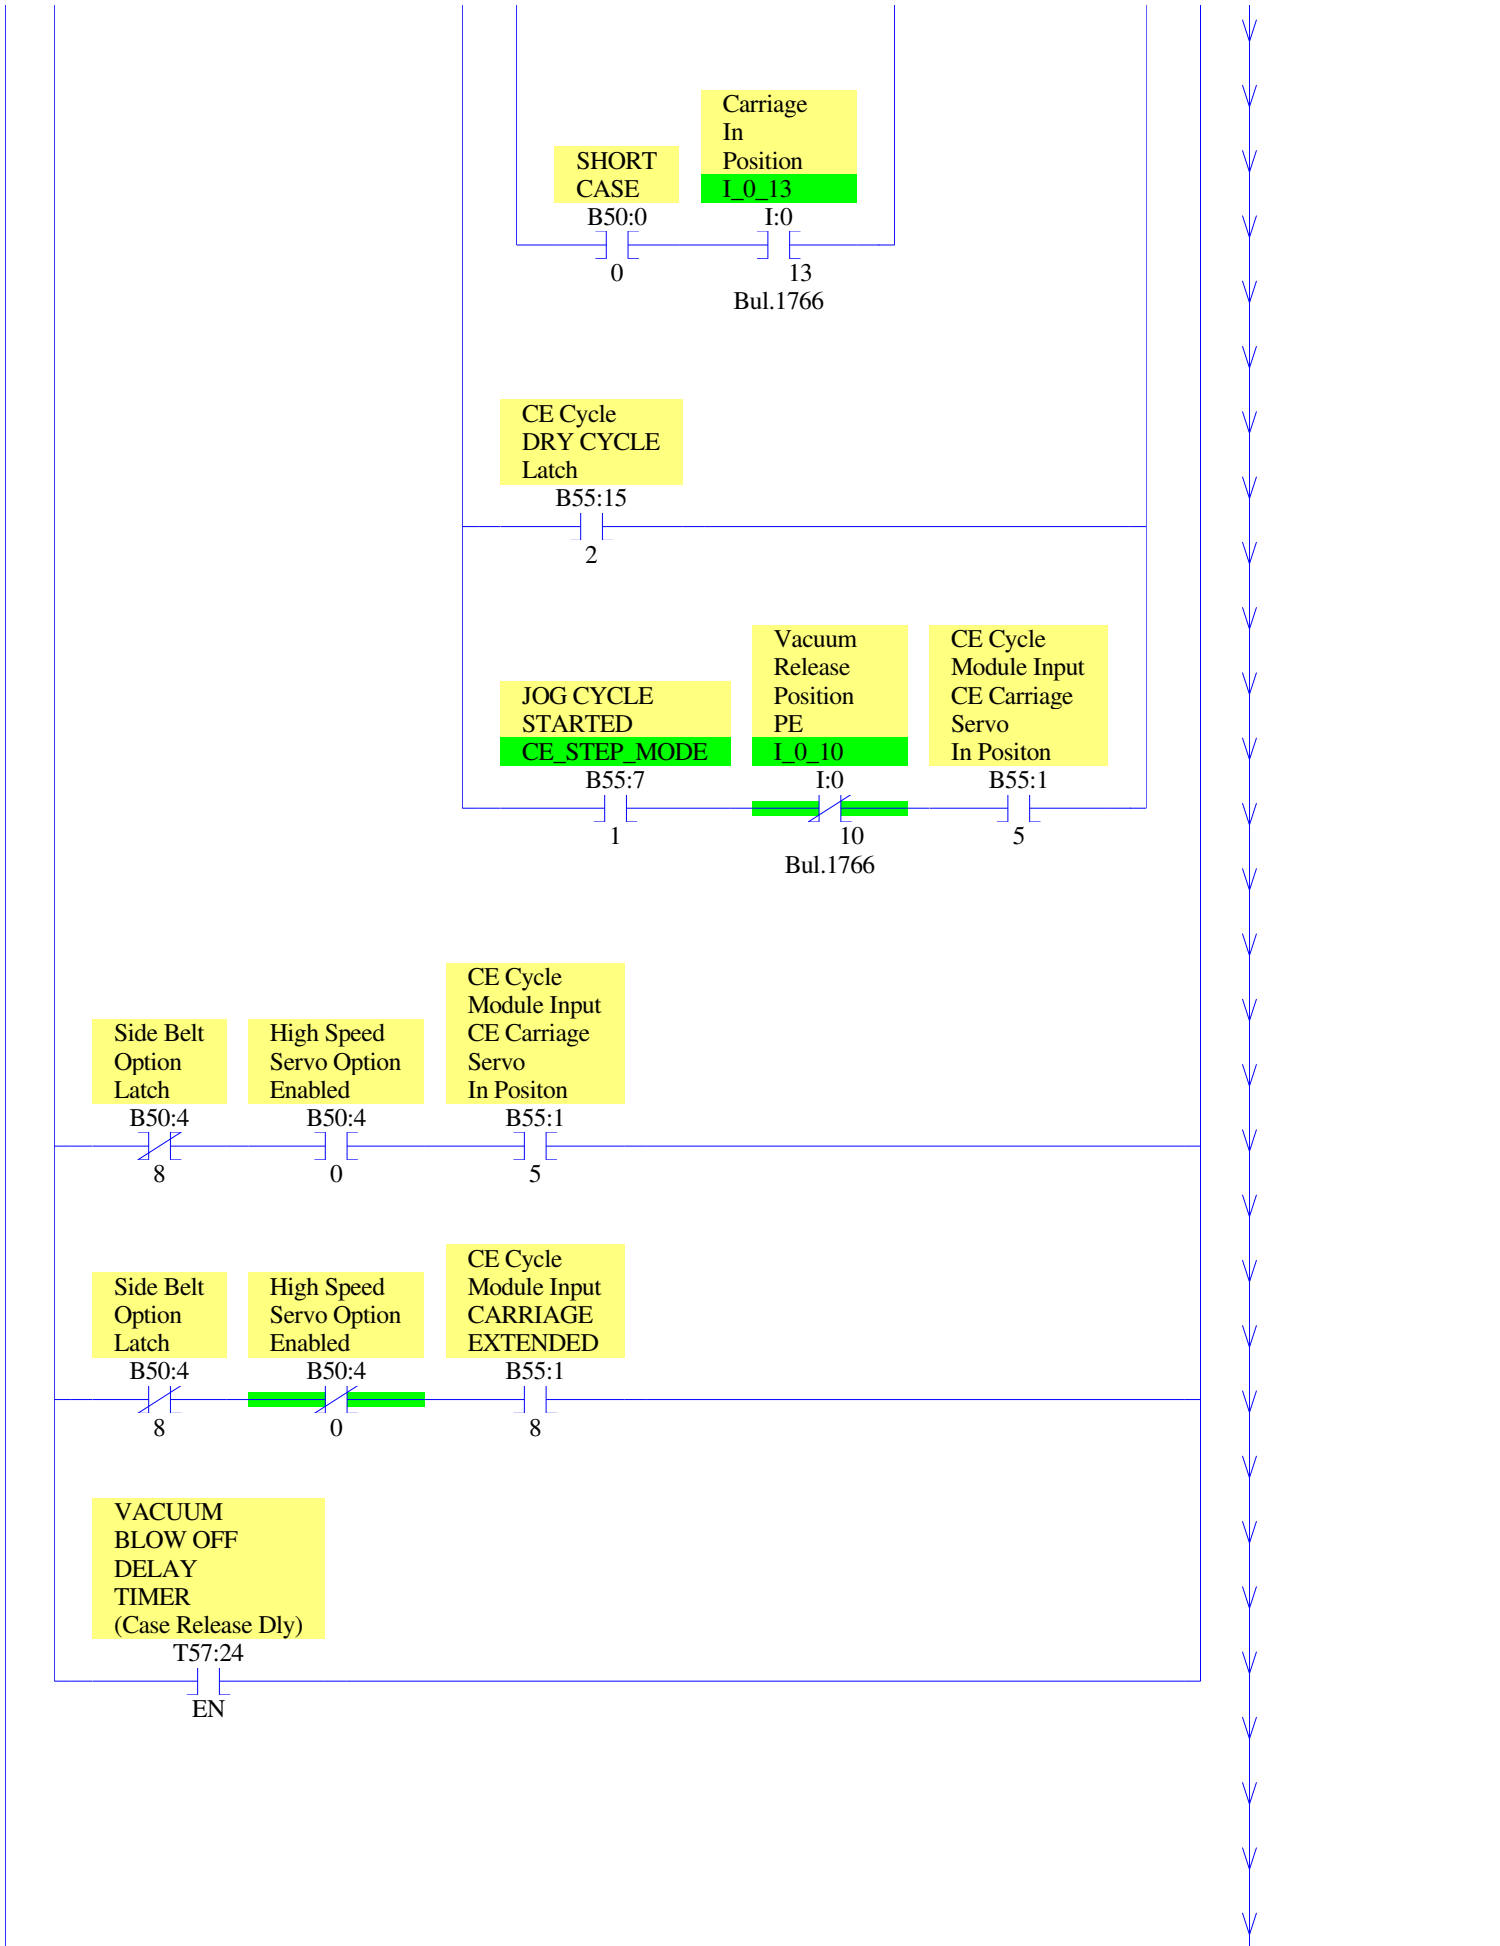 Carriage
In
Position
I_0_13
I:0
13
Bul.1766
SHORT
CASE
B50:0
0
CE Cycle
DRY CYCLE
Latch
B55:15
2
JOG CYCLE
STARTED
CE_STEP_MODE
B55:7
1
Vacuum
Release
Position
PE
I_0_10
I:0
10
Bul.1766
CE Cycle
Module Input
CE Carriage
Servo
In Positon
B55:1
5
Side Belt
Option
Latch
B50:4
8
High Speed
Servo Option
Enabled
B50:4
0
CE Cycle
Module Input
CE Carriage
Servo
In Positon
B55:1
5
Side Belt
Option
Latch
B50:4
8
High Speed
Servo Option
Enabled
B50:4
0
CE Cycle
Module Input
CARRIAGE
EXTENDED
B55:1
8
VACUUM
BLOW OFF
DELAY
TIMER
(Case Release Dly)
T57:24
EN